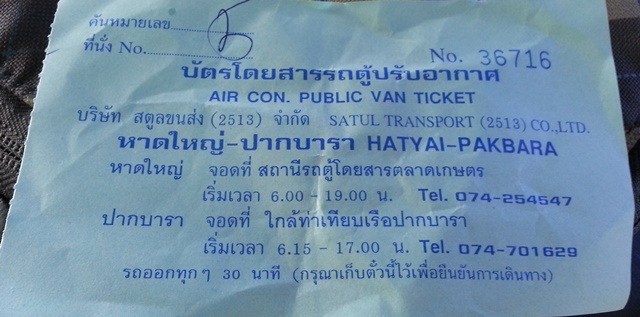 คันหมายเลข
ที่นั่ง No. 5
No. 36716
บัตรโดยสารรถตู้ปรับอากาศ
AIR CON. PUBLIC VAN TICKET
บริษัท สตูลขนส่ง (2513) จำกัด SATUL TRANSPORT (2513) CO.,LTD.
หาดใหญ่-ปากบารา HATYAI-PAKBARA
หาดใหญ่ จอดที่ สถานีรถตู้โดยสารตลาดเกษตร
เริ่มเวลา 6.00 - 19.00 น. Tel. 074-254547
ปากบารา จอดที่ ใกล้ท่าเทียบเรือปากบารา
เริ่มเวลา 6.15 - 17.00 น. Tel. 074-701629
รถออกทุกๆ 30 นาที (กรุณาเก็บตั๋วนี้ไว้เพื่อยืนยันการเดินทาง)